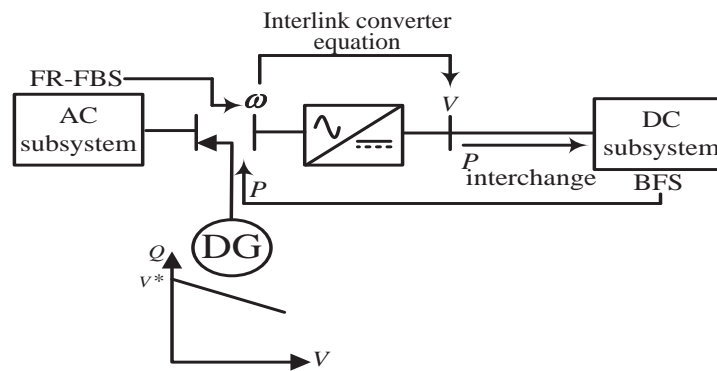 Interlink converter
equation
FR-FBS
ω
V
AC
subsystem
DC
subsystem
P
interchange
BFS
P
DG
Q
V*
V